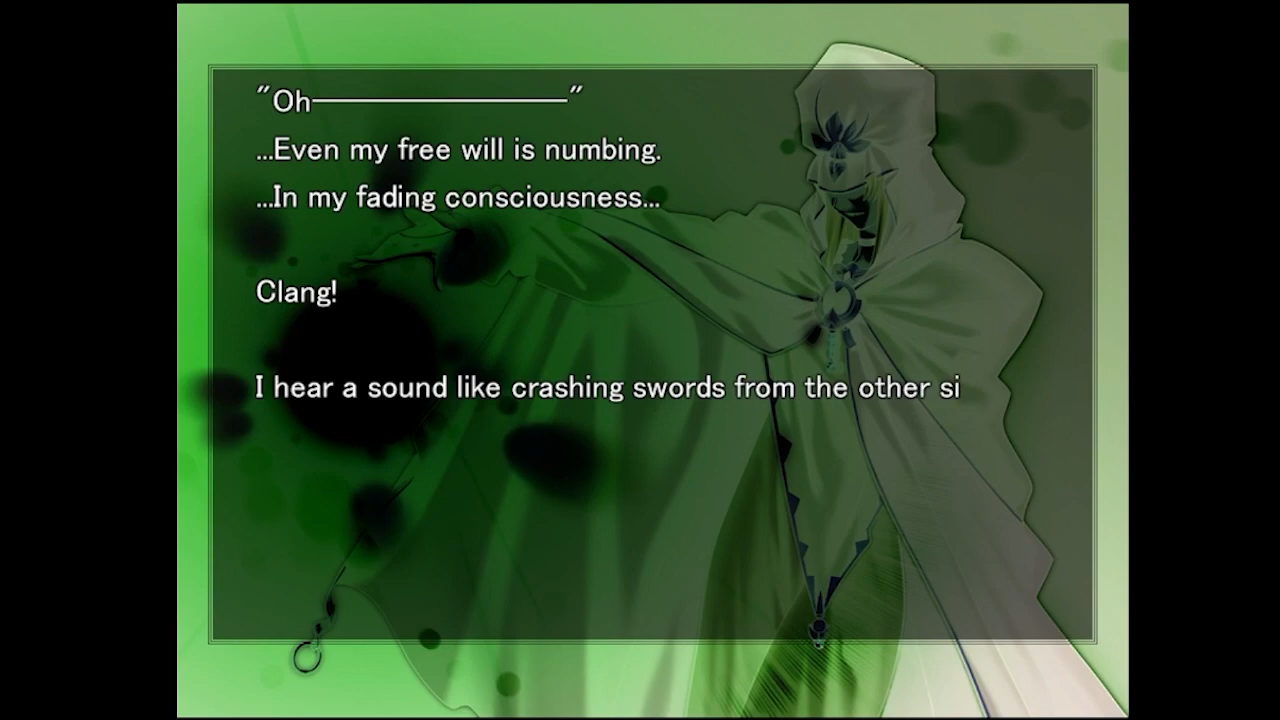 "Oh――――――――――"
...Even my free will is numbing.
...In my fading consciousness...
Clang!
I hear a sound like crashing swords from the other si